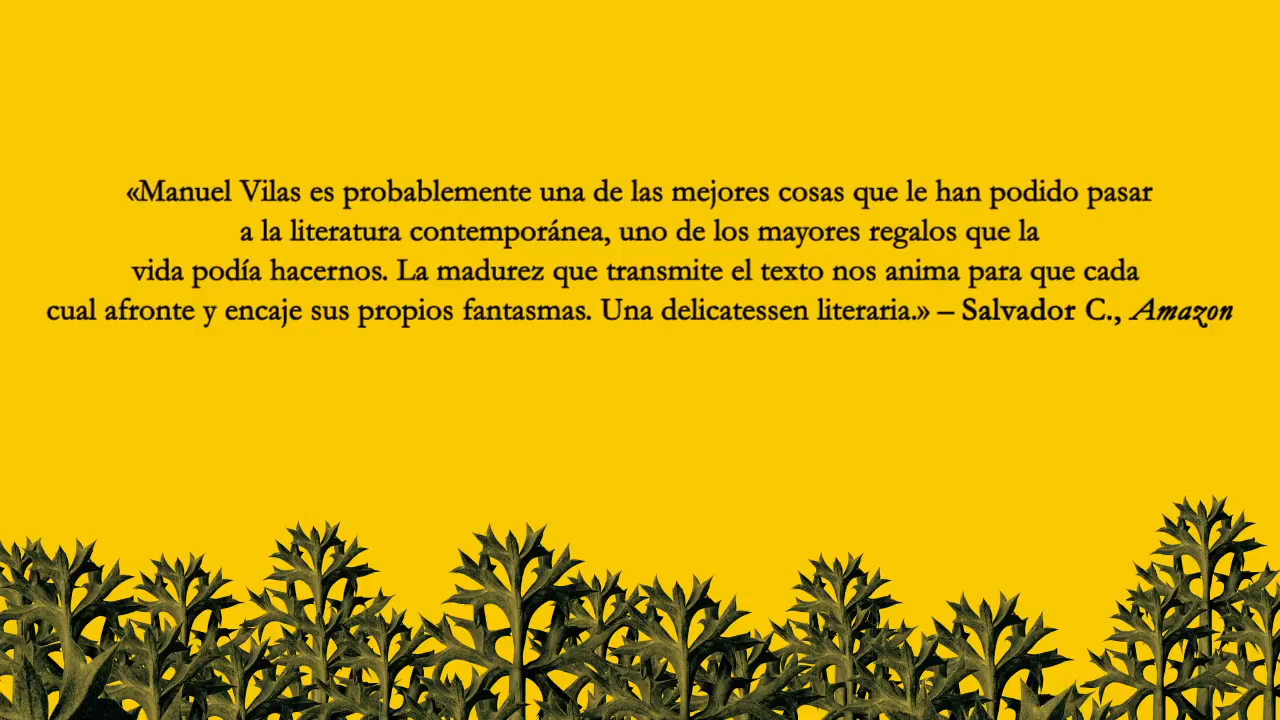 «Manuel Vilas es probablemente una de las mejores cosas que le han podido pasar
a la literatura contemporánea, uno de los mayores regalos que la
vida podía hacernos. La madurez que transmite el texto nos anima para que cada
cual afronte y encaje sus propios fantasmas. Una delicatessen literaria.» – Salvador C., Amazon